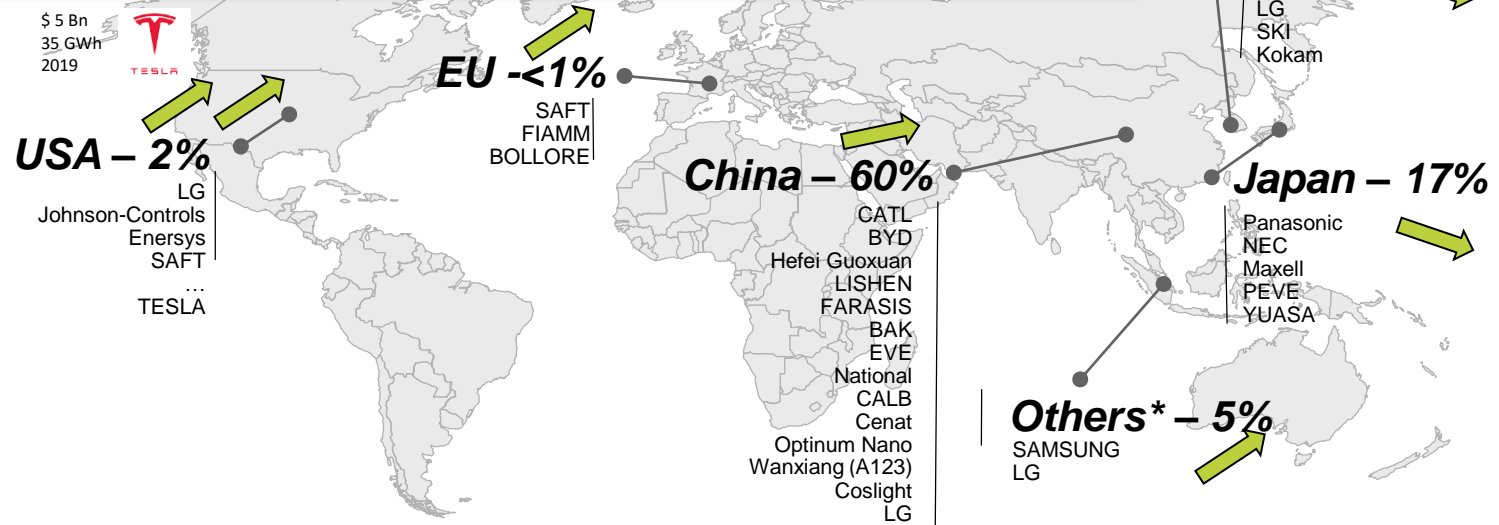 $ 5 Bn
35 GWh
2019
TESLA
LG
SKI
Kokam
EU -<1%
SAFT
FIAMM
BOLLORE
USA – 2%
LG
Johnson-Controls
Enersys
SAFT
…
TESLA
China – 60%
CATL
BYD
Hefei Guoxuan
LISHEN
FARASIS
BAK
EVE
National
CALB
Cenat
Optinum Nano
Wanxiang (A123)
Coslight
LG
Japan – 17%
Panasonic
NEC
Maxell
PEVE
YUASA
Others* – 5%
SAMSUNG
LG